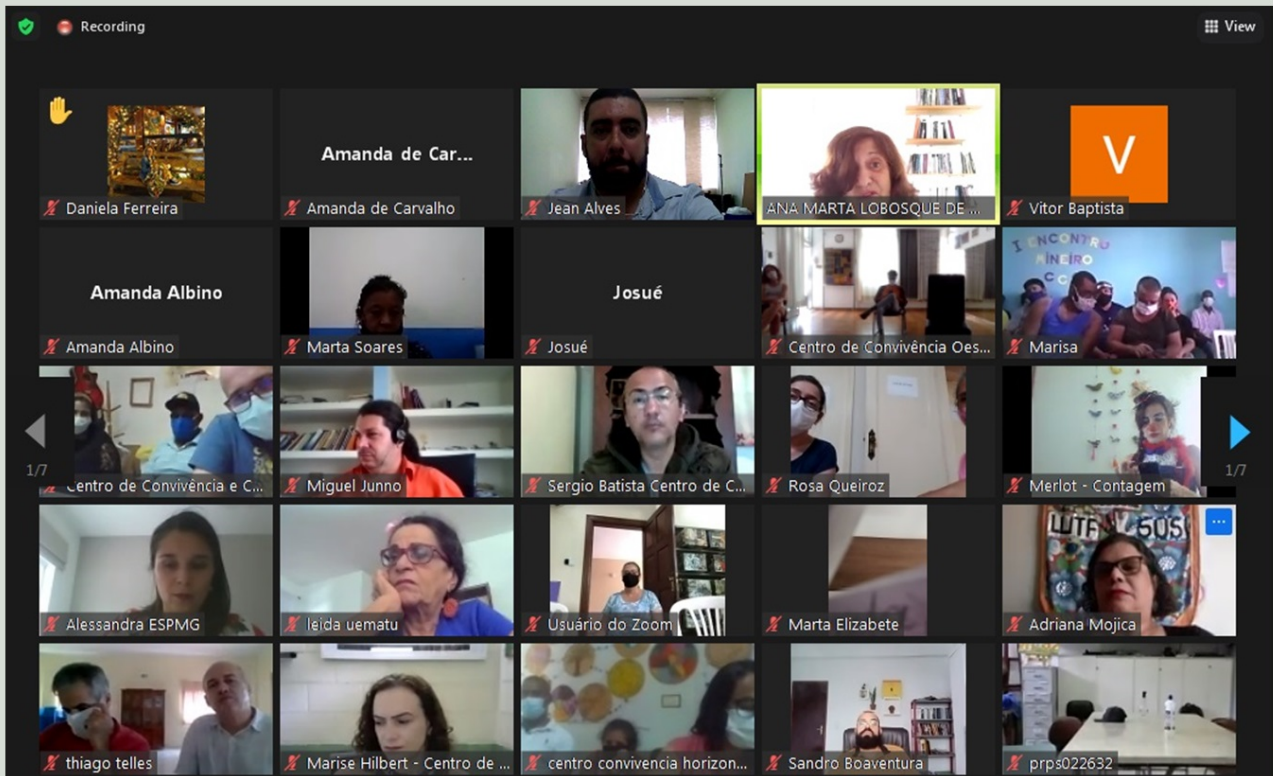 Recording
View
Amanda de Car...
Daniela Ferreira
Amanda de Carvalho
Jean Alves
ANA MARTA LOBOSQUE DE ...
V
Vitor Baptista
Amanda Albino
Josué
I ENCONTRO
MINEIRO
Amanda Albino
Marta Soares
Josué
Centro de Convivência Oes...
Marisa
1/7
1/7
Centro de Convivência e C...
Miguel Junno
Sergio Batista Centro de C...
Rosa Queiroz
Merlot - Contagem
SUS
Alessandra ESPMG
leida uematu
Usuário do Zoom
Marta Elizabete
Adriana Mojica
thiago telles
Marise Hilbert - Centro de ...
centro convivencia horizon...
Sandro Boaventura
prps022632